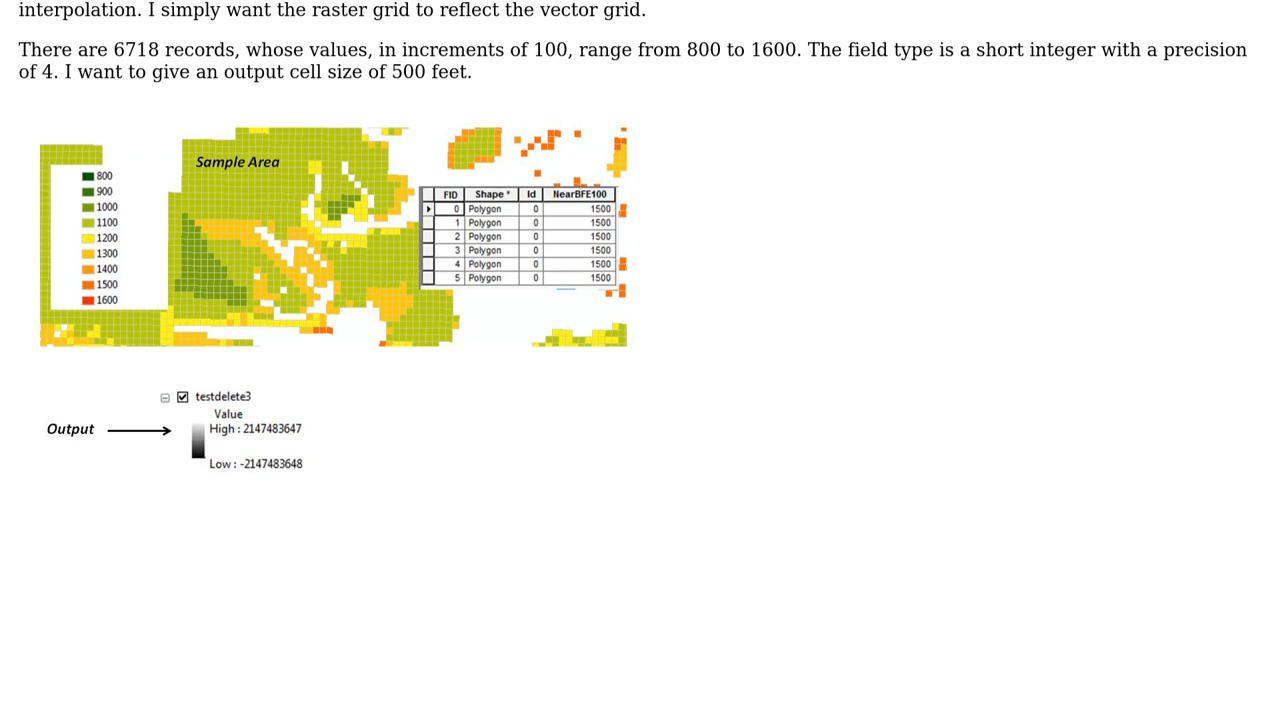 interpolation. I simply want the raster grid to reflect the vector grid.
There are 6718 records, whose values, in increments of 100, range from 800 to 1600. The field type is a short integer with a precision
of 4. I want to give an output cell size of 500 feet.
Sample Area
800
900
1000
1100
1200
1300
1400
1500
1600
FID Shape * Id NearBFE100
0 Polygon 0 1500
1 Polygon 0 1500
2 Polygon 0 1500
3 Polygon 0 1500
4 Polygon 0 1500
5 Polygon 0 1500
testdelete3
Value
Output High : 2147483647
Low : -2147483648